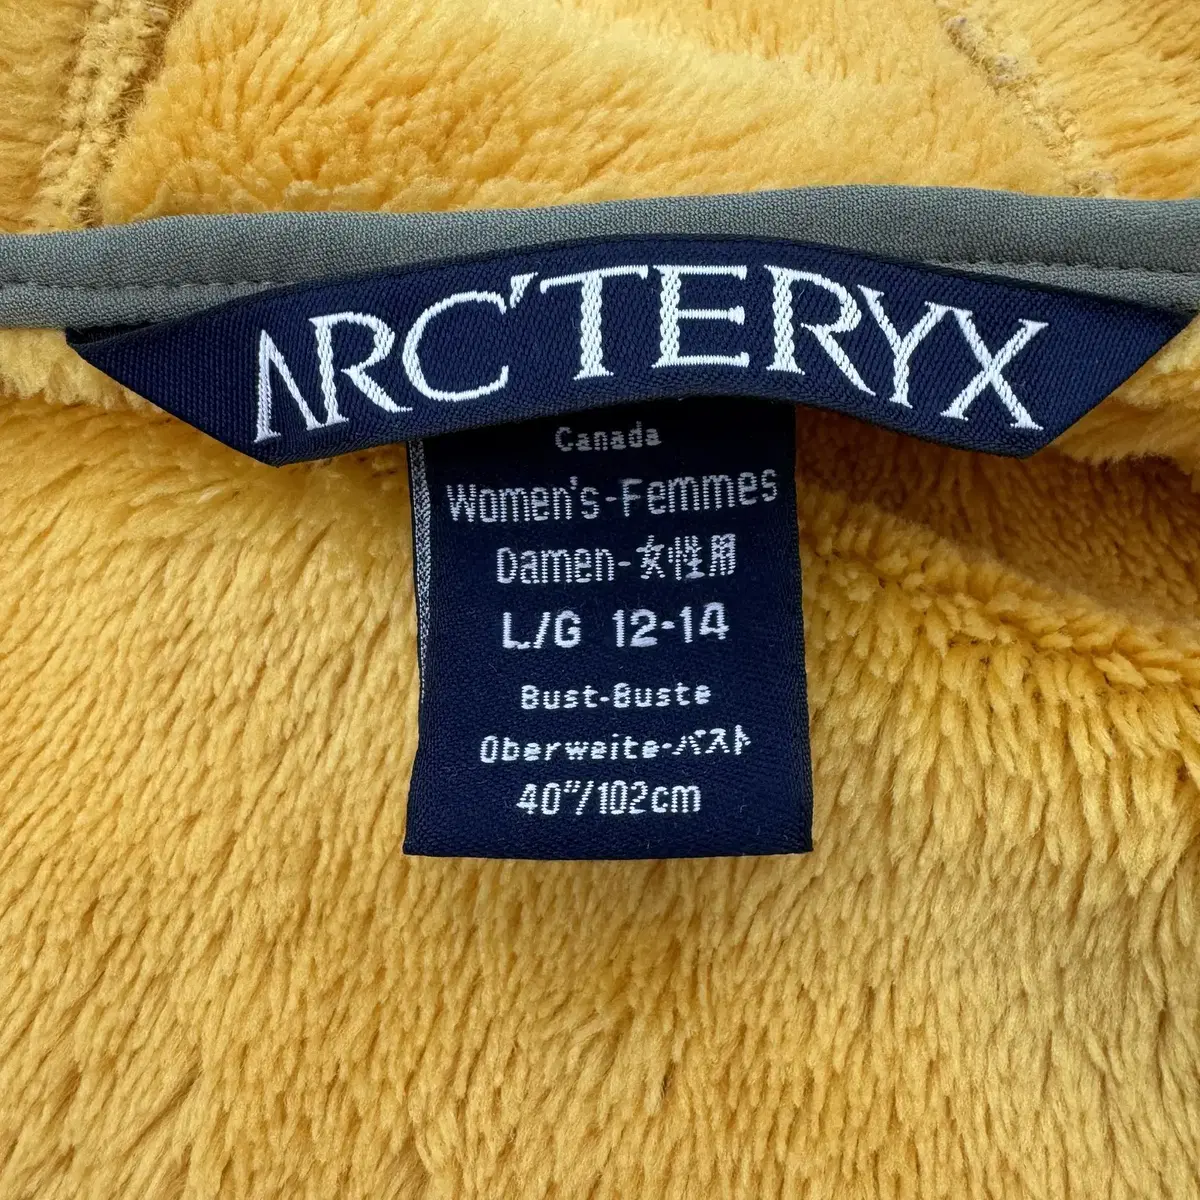 ARC'TERYX
Canada
Women's-Femmes
Damen-女性用
L/G 12-14
Bust-Buste
Oberweite-バスト
40"/102cm